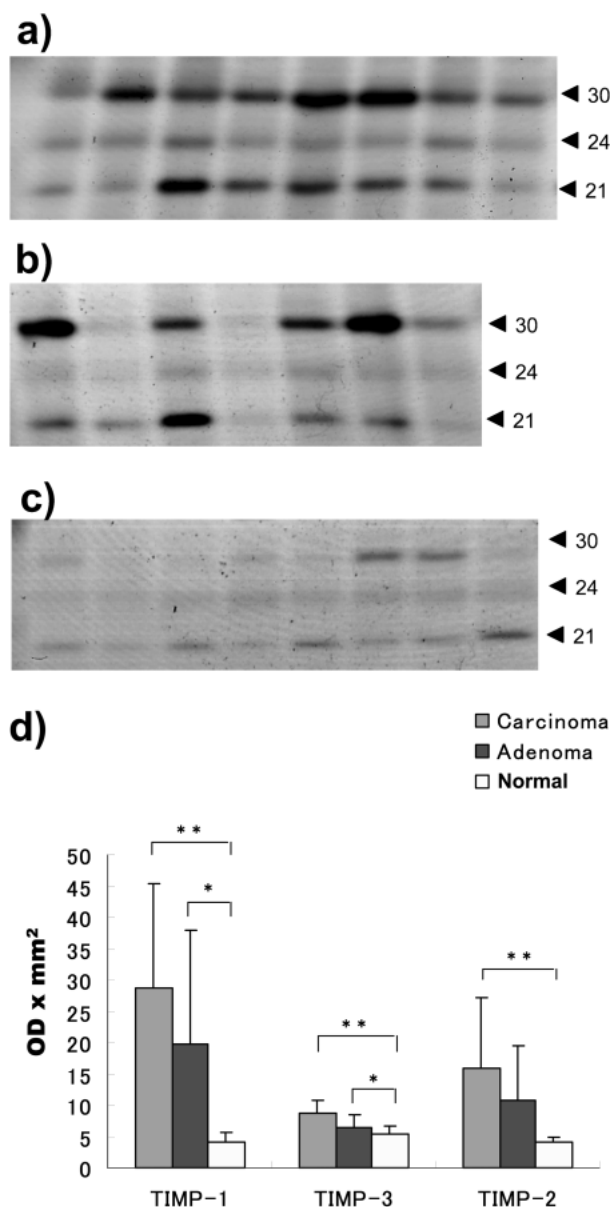 a)
◄ 30
◄ 24
◄ 21
b)
◄ 30
◄ 24
◄ 21
c)
◄ 30
◄ 24
◄ 21
d)
Carcinoma
Adenoma
Normal
OD x mm²
50
45
40
35
30
25
20
15
10
5
0
**
*
**
*
**
TIMP-1
TIMP-3
TIMP-2